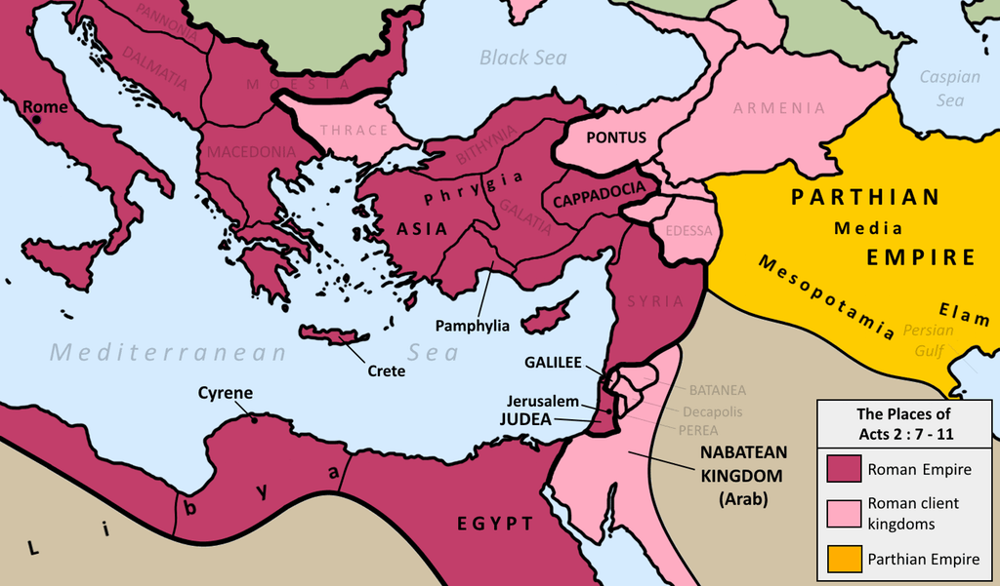 PANNONIA
DALMATIA
MOESIA
Black Sea
Caspian
Sea
Rome
THRACE
MACEDONIA
BITHYNIA
PONTUS
ARMENIA
Phrygia
CAPPADOCIA
GALATIA
ASIA
EDESSA
PARTHIAN
Media
EMPIRE
Mesopotamia
Elam
Persian
Gulf
SYRIA
Pamphylia
Mediterranean Sea
Crete
GALILEE
BATANEA
Cyrene
Jerusalem
JUDEA
Decapolis
PEREA
NABATEAN
KINGDOM
(Arab)
Libya
EGYPT
The Places of
Acts 2 : 7 - 11
Roman Empire
Roman client
kingdoms
Parthian Empire